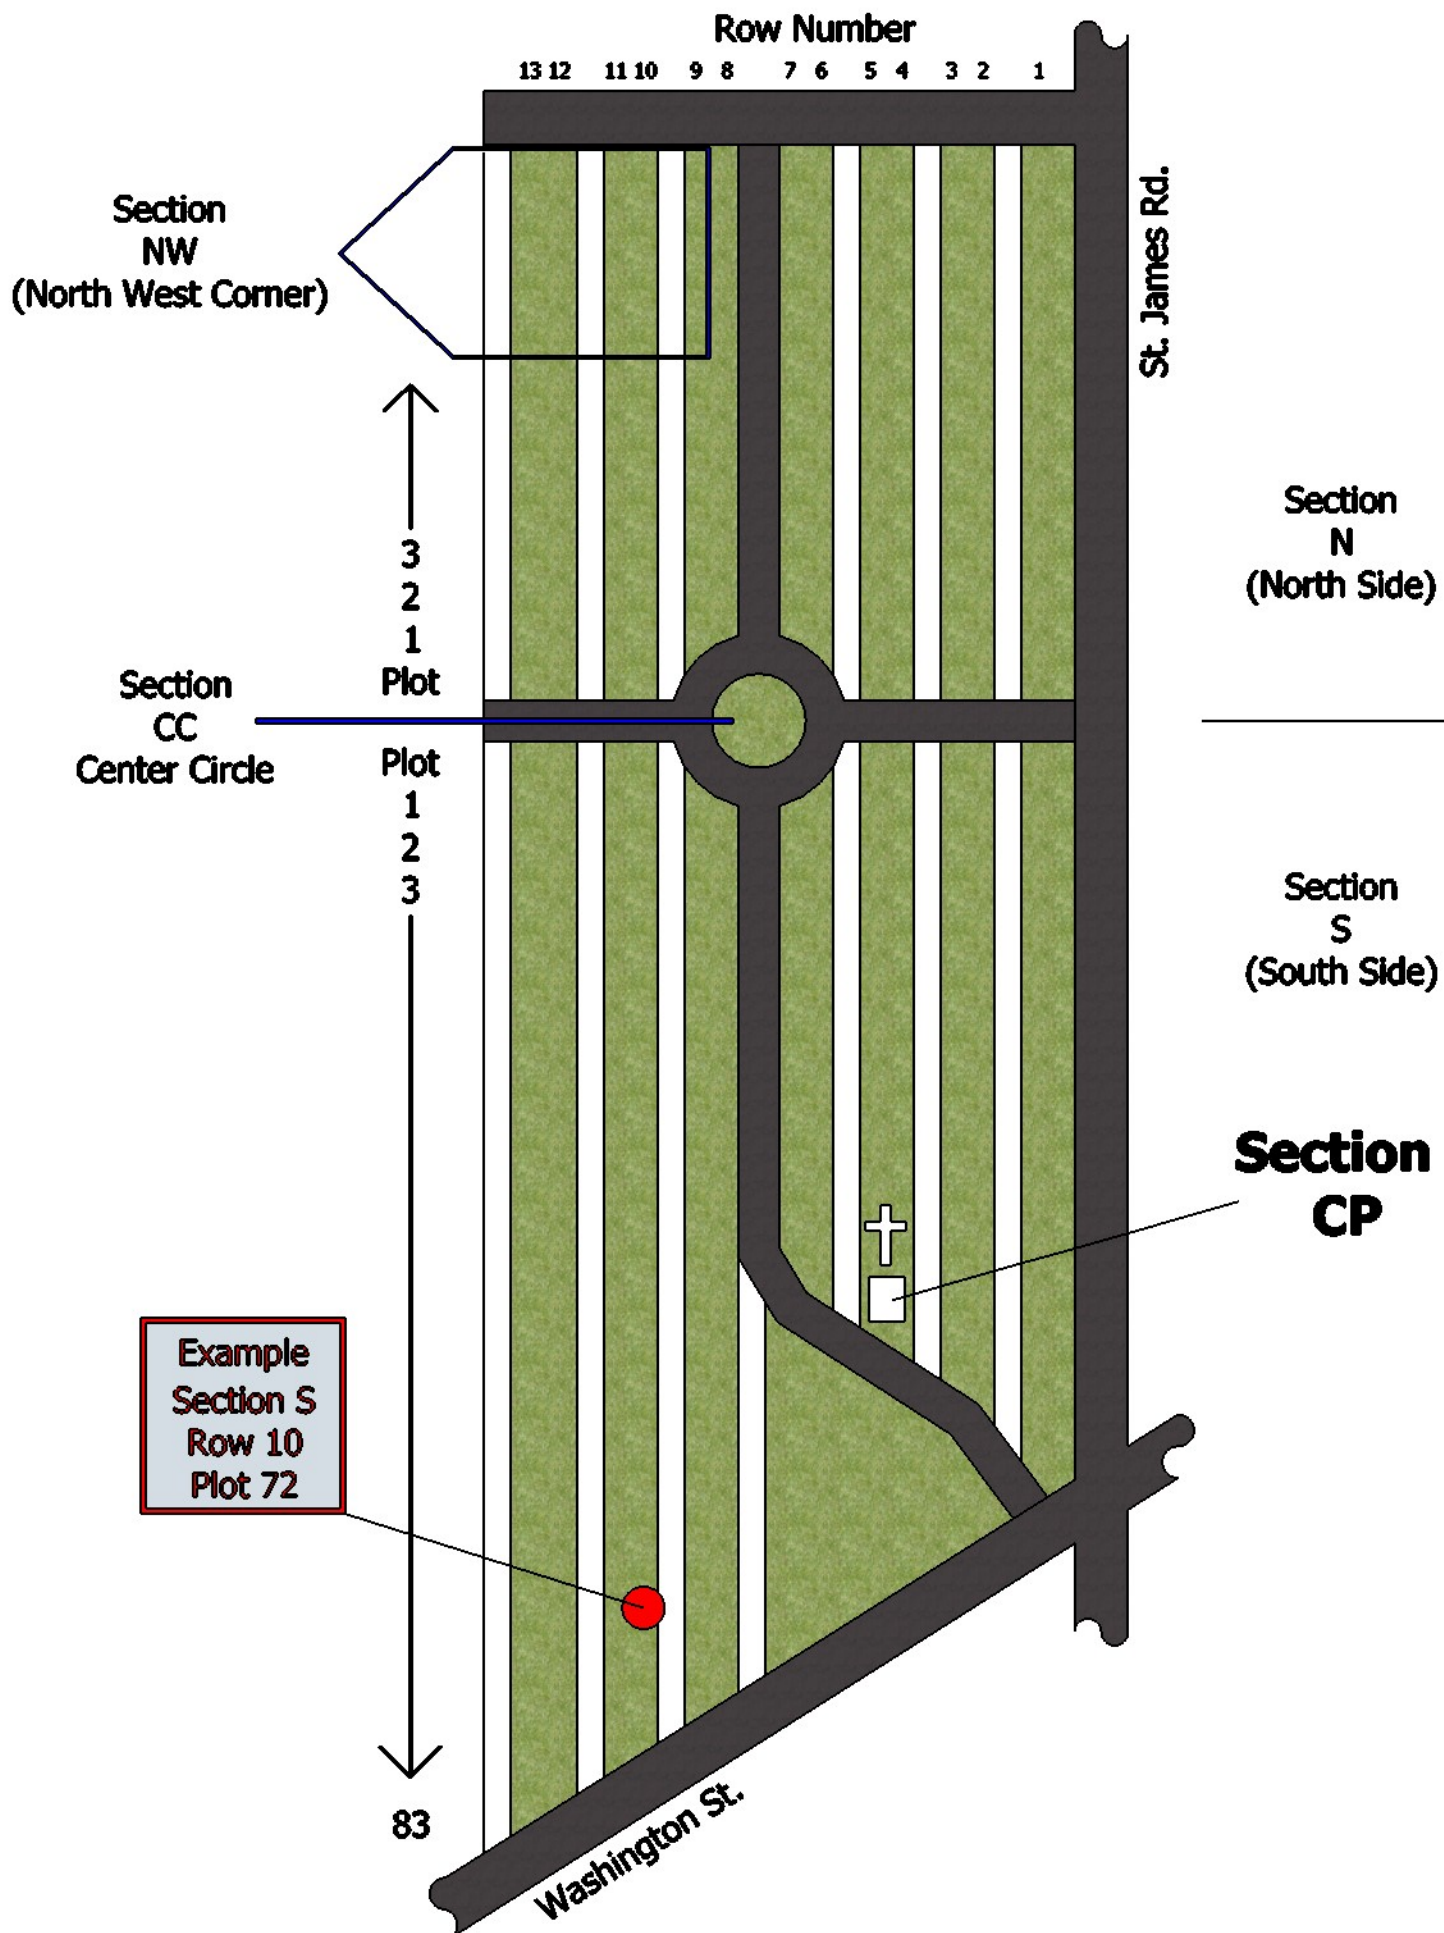 Row Number
13 12 11 10 9 8 7 6 5 4 3 2 1
St. James Rd.
Section
NW
(North West Corner)
3
2
1
Plot
Section
CC
Center Circle
Plot
1
2
3
83
Section
N
(North Side)
Section
S
(South Side)
Section
CP
Example
Section S
Row 10
Plot 72
Washington St.